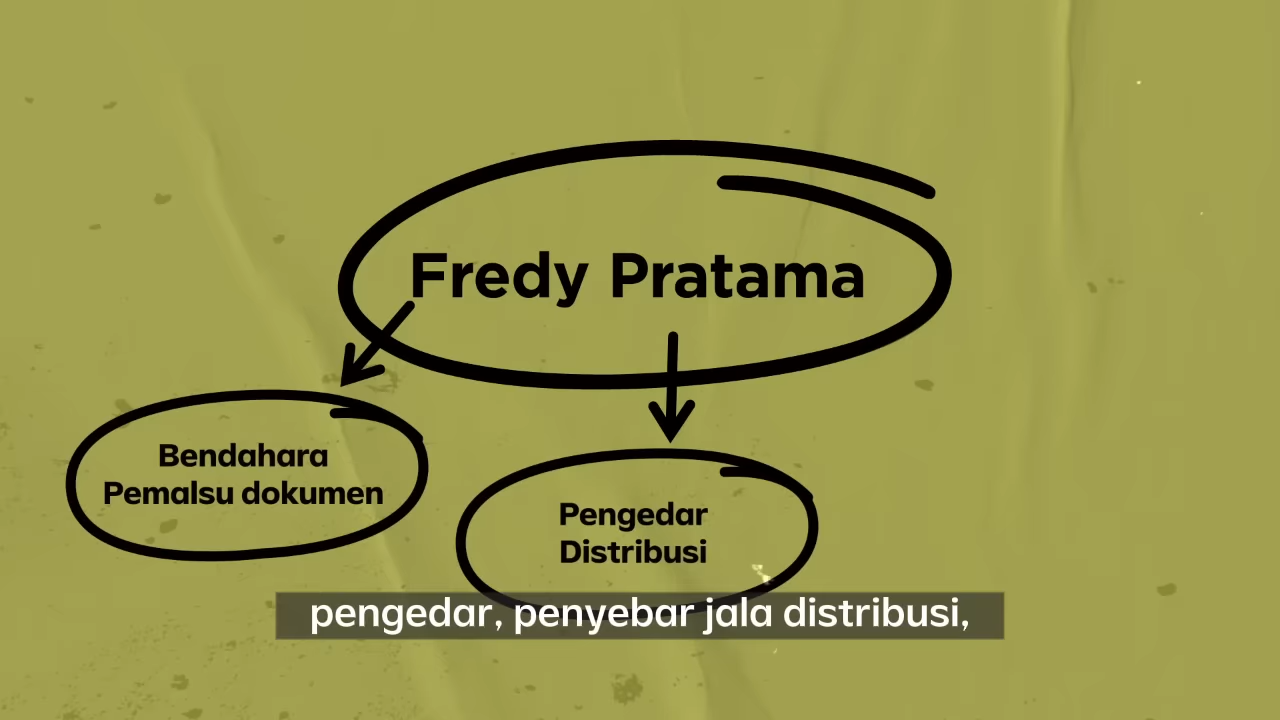 Fredy Pratama
Bendahara
Pemalsu dokumen
Pengedar
Distribusi
pengedar, penyebar jala distribusi,